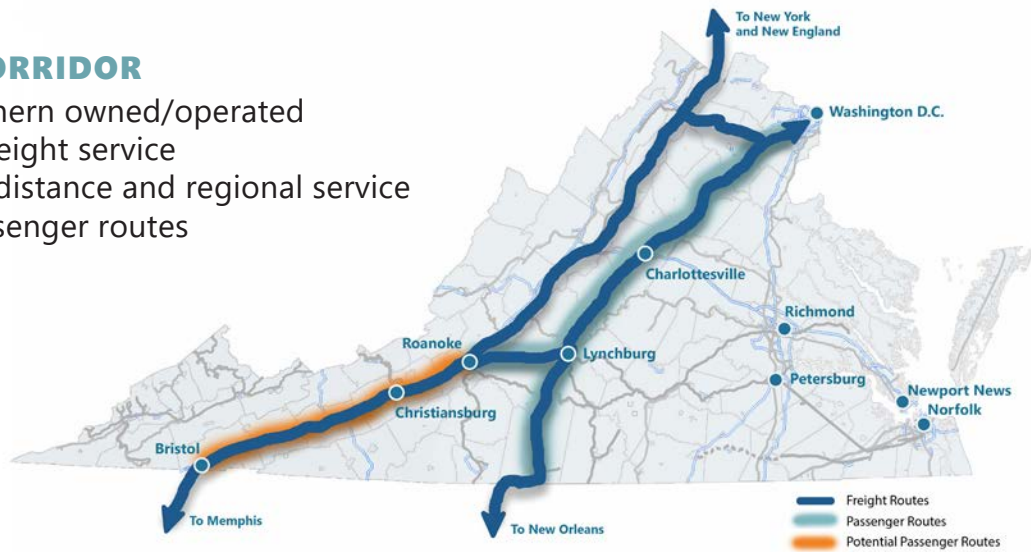 ORRIDOR
hern owned/operated
eight service
distance and regional service
senger routes
To New York
and New England
Washington D.C.
Charlottesville
Richmond
Roanoke
Lynchburg
Petersburg
Christiansburg
Newport News
Norfolk
Bristol
To Memphis
To New Orleans
Freight Routes
Passenger Routes
Potential Passenger Routes